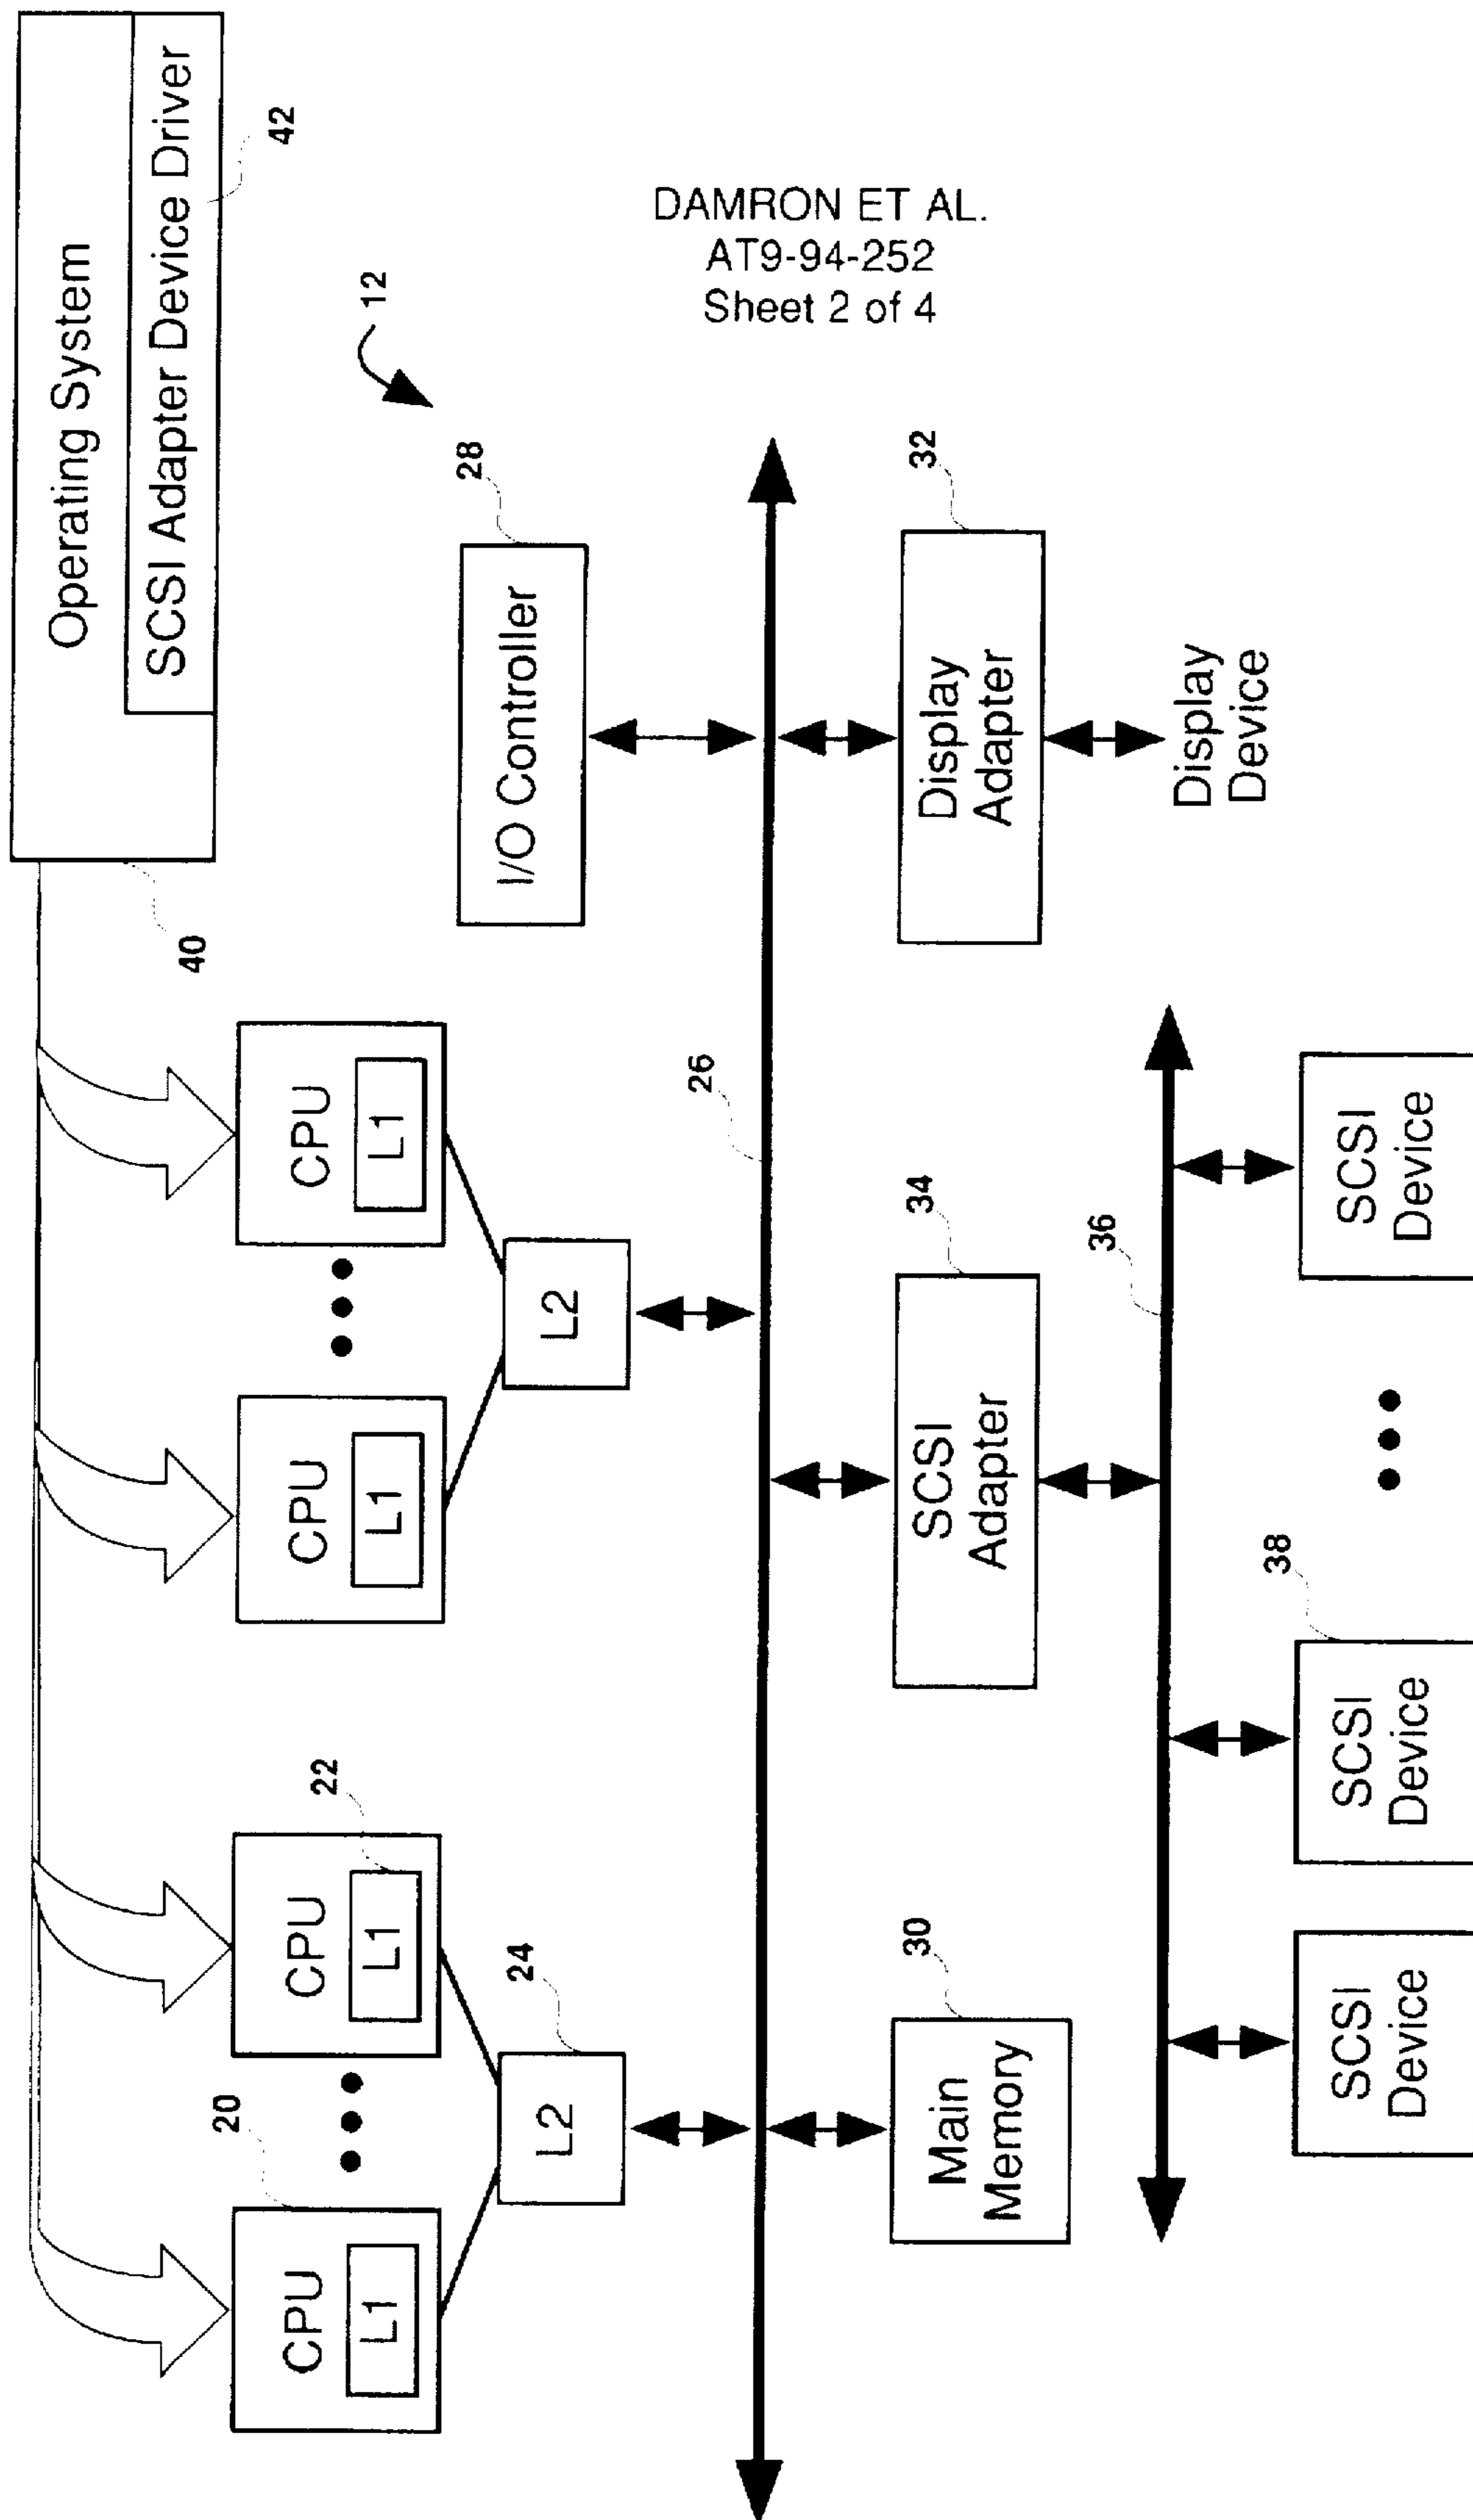 Operating System
SCSI Adapter Device Driver
42
40
12
DAMRON ET AL.
AT9-94-252
Sheet 2 of 4
20
CPU
L1
22
CPU
L1
CPU
L1
CPU
L1
24
L2
L2
28
I/O Controller
26
30
Main
Memory
34
SCSI
Adapter
32
Display
Adapter
Display
Device
36
38
SCSI
Device
SCSI
Device
SCSI
Device